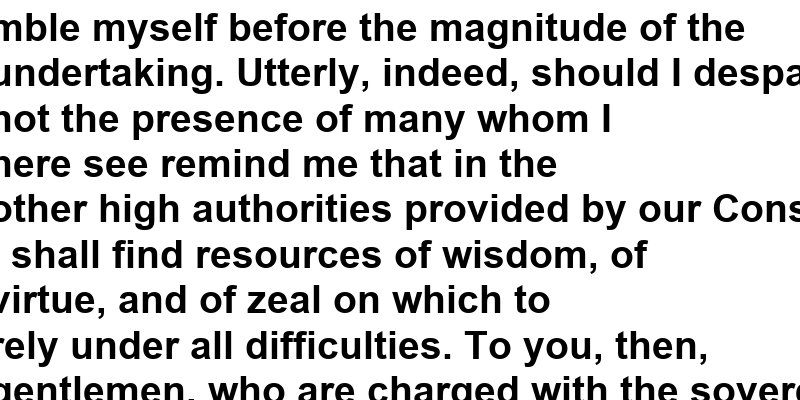 mble myself before the magnitude of the
undertaking. Utterly, indeed, should I despa
not the presence of many whom I
here see remind me that in the
other high authorities provided by our Cons
shall find resources of wisdom, of
virtue, and of zeal on which to
rely under all difficulties. To you, then,
gentlemen, who are charged with the sover